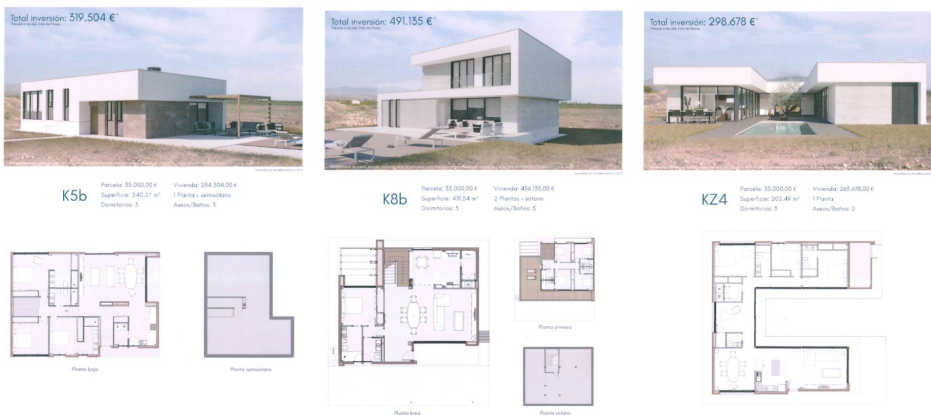 Total inversión: 319.504 €*
K5b
Parcela: 35.000,00 €
Superficie: 240,27 m²
Dormitorios: 3
Vivienda: 284.504,00 €
1 Planta + semisótano
Aseos/Baños: 3
Planta baja
Planta semisótano
Total inversión: 491.135 €*
K8b
Parcela: 35.000,00 €
Superficie: 419,54 m²
Dormitorios: 5
Vivienda: 456.135,00 €
2 Plantas + sótano
Aseos/Baños: 5
Planta baja
Planta primera
Planta sótano
Total inversión: 298.678 €*
KZ4
Parcela: 35.000,00 €
Superficie: 202,49 m²
Dormitorios: 3
Vivienda: 263.678,00 €
1 Planta
Aseos/Baños: 2